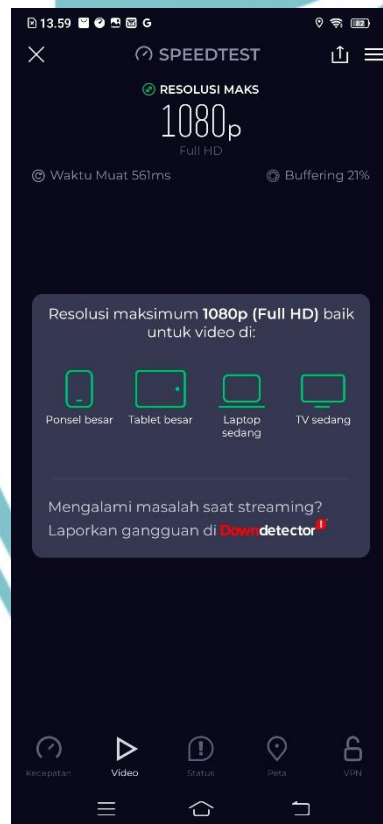 13.59 G 82
SPEEDTEST
RESOLUSI MAKS
1080p
Full HD
Waktu Muat 561ms Buffering 21%
Resolusi maksimum 1080p (Full HD) baik
untuk video di:
Ponsel besar Tablet besar Laptop sedang TV sedang
Mengalami masalah saat streaming?
Laporkan gangguan di Downdetector
Kecepatan Video Status Peta VPN